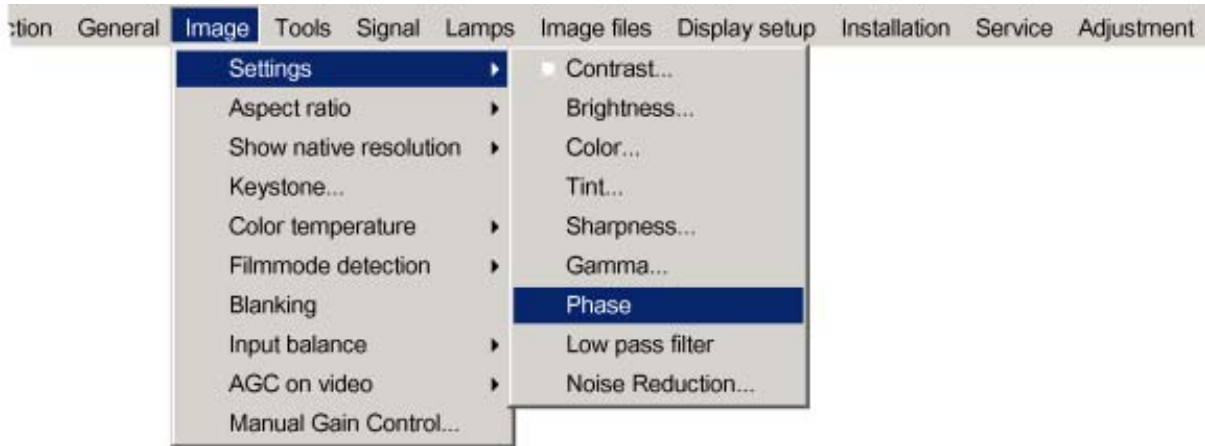 ction General Image Tools Signal Lamps Image files Display setup Installation Service Adjustment
Settings
Aspect ratio
Show native resolution
Keystone...
Color temperature
Filmmode detection
Blanking
Input balance
AGC on video
Manual Gain Control...
Contrast...
Brightness...
Color...
Tint...
Sharpness...
Gamma...
Phase
Low pass filter
Noise Reduction...